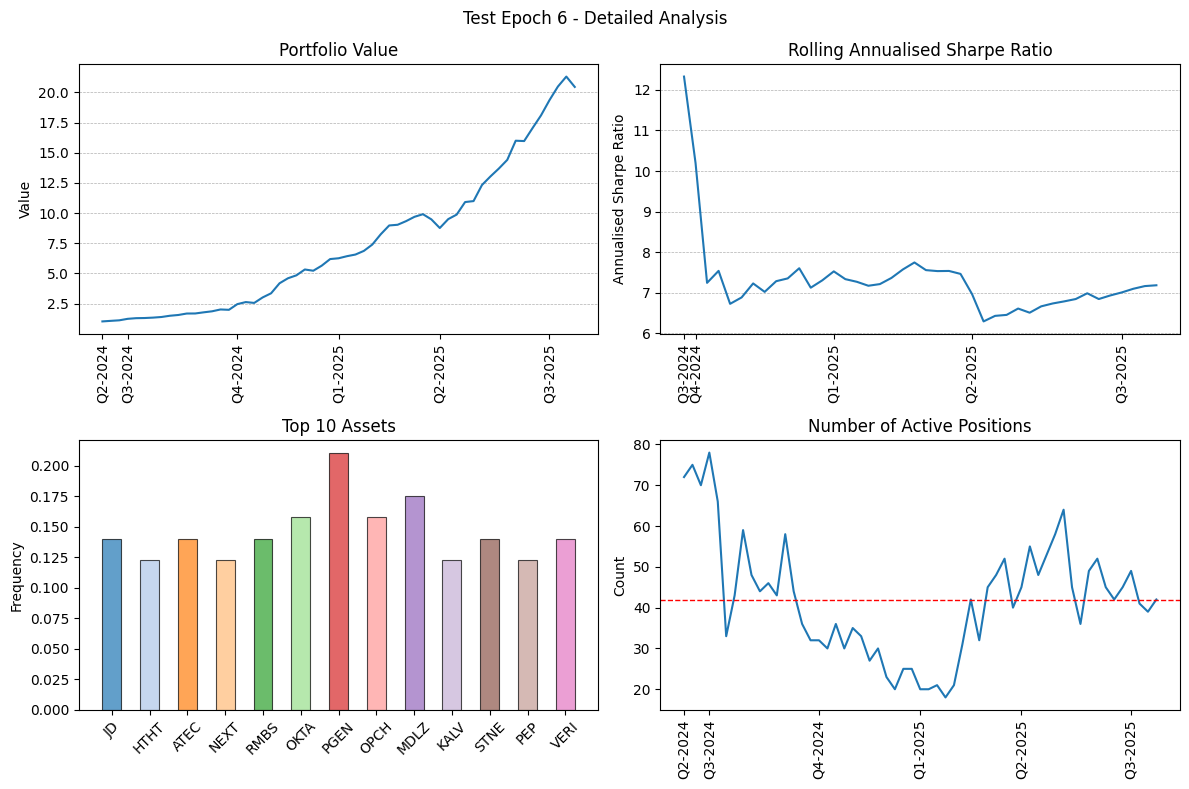 Test Epoch 6 - Detailed Analysis
Portfolio Value
Value
20.0
17.5
15.0
12.5
10.0
7.5
5.0
2.5
Q2-2024
Q3-2024
Q4-2024
Q1-2025
Q2-2025
Q3-2025
Rolling Annualised Sharpe Ratio
Annualised Sharpe Ratio
12
11
10
9
8
7
6
Q3-2024
Q4-2024
Q1-2025
Q2-2025
Q3-2025
Top 10 Assets
Frequency
0.200
0.175
0.150
0.125
0.100
0.075
0.050
0.025
0.000
JD
HTHT
ATEC
NEXT
RMBS
OKTA
PGEN
OPCH
MDLZ
KALV
STNE
PEP
VERI
Number of Active Positions
Count
80
70
60
50
40
30
20
Q2-2024
Q3-2024
Q4-2024
Q1-2025
Q2-2025
Q3-2025